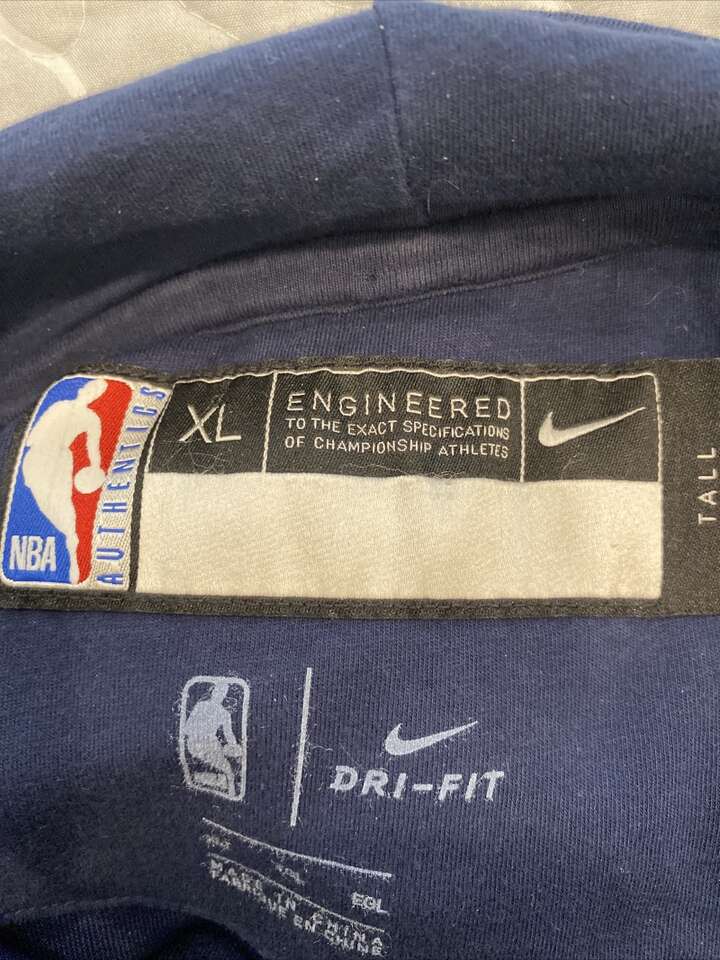 NBA
AUTHENTICS
XL
ENGINEERED
TO THE EXACT SPECIFICATIONS
OF CHAMPIONSHIP ATHLETES
TALL
DRI-FIT
EGL
MADE IN CHINA
FABRIQUÉ EN CHINE